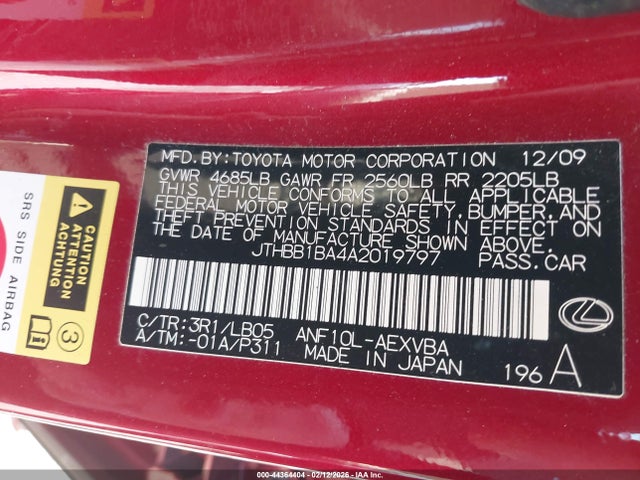 MFD. BY: TOYOTA MOTOR CORPORATION 12/09
GVWR 4685LB GAWR FR 2560LB RR 2205LB
THIS VEHICLE CONFORMS TO ALL APPLICABLE
FEDERAL MOTOR VEHICLE SAFETY, BUMPER, AND
THEFT PREVENTION STANDARDS IN EFFECT ON
THE DATE OF MANUFACTURE SHOWN ABOVE.
JTHBB1BA4A2019797 PASS. CAR
C/TR: 3R1/LB05 ANF10L-AEXVBA
A/TM: -01A/P311 MADE IN JAPAN
196 A
SRS SIDE AIRBAG
ATTENTION
ACHTUNG
3
000-44364404 - 02/12/2026 - IAAI, Inc. Copyright